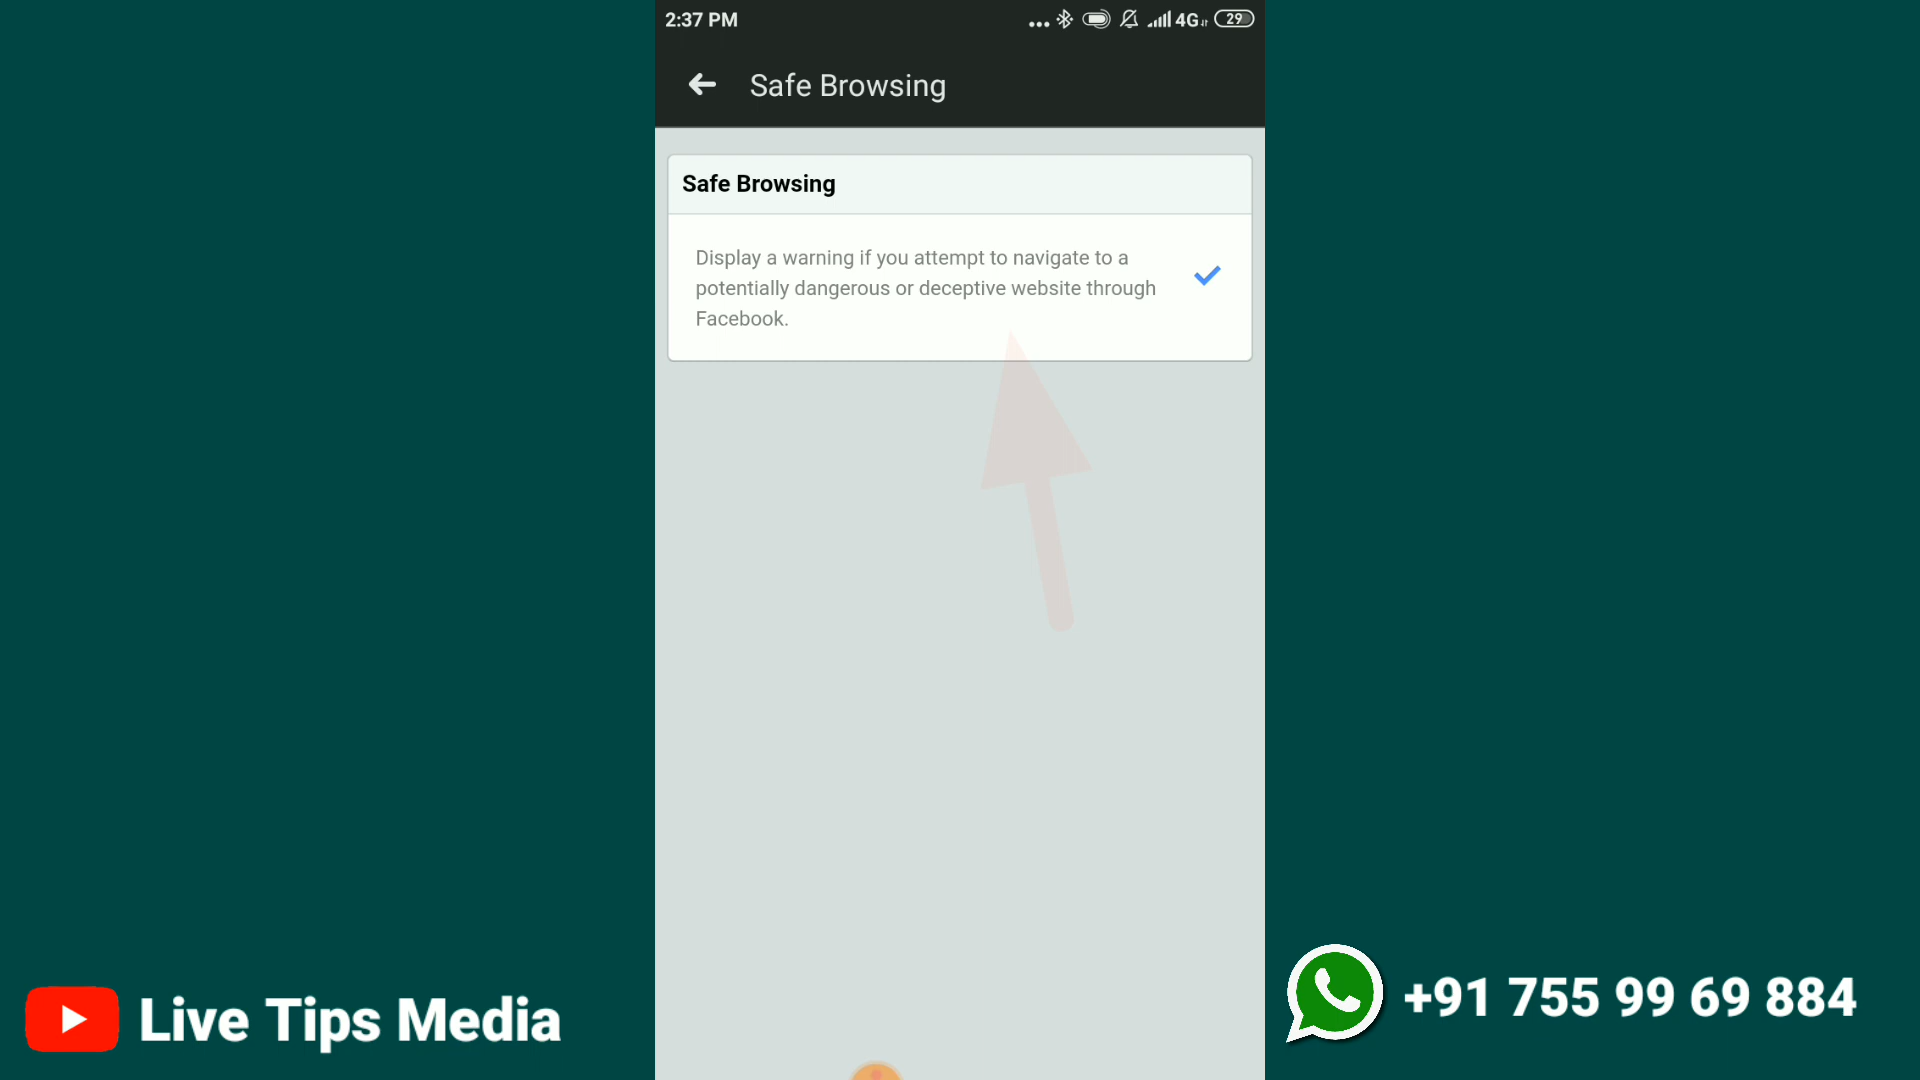 2:37 PM
4G 29
Safe Browsing
Safe Browsing
Display a warning if you attempt to navigate to a
potentially dangerous or deceptive website through
Facebook.
Live Tips Media
+91 755 99 69 884